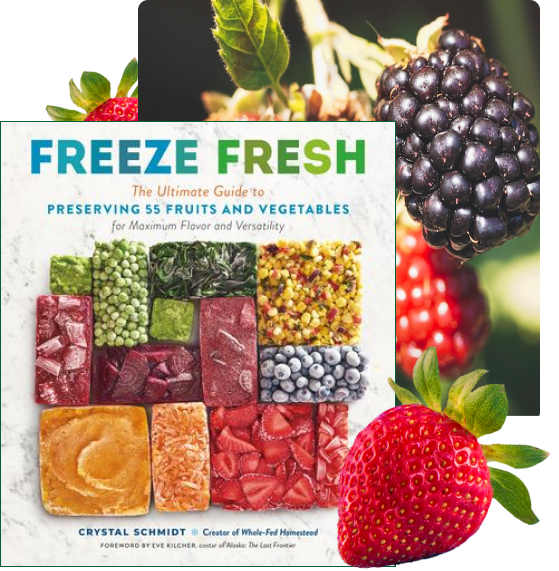 FREEZE FRESH
The Ultimate Guide to
PRESERVING 55 FRUITS AND VEGETABLES
for Maximum Flavor and Versatility
CRYSTAL SCHMIDT * Creator of Whole-Fed Homestead
FOREWORD BY EVE KILCHER, costar of Alaska: The Last Frontier